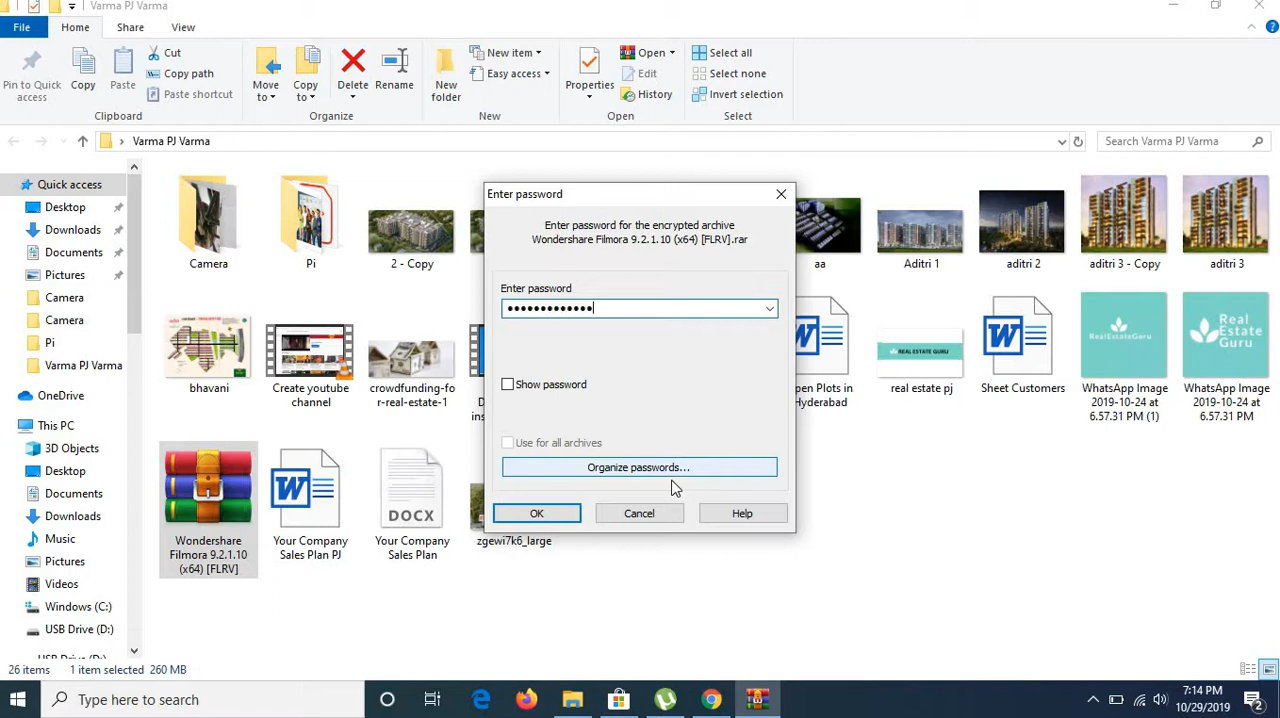 Varma PJ Varma
File
Home
Share
View
Pin to Quick access
Copy
Paste
Cut
Copy path
Paste shortcut
Clipboard
Move to
Copy to
Delete
Rename
Organize
New folder
New item
Easy access
New
Properties
Open
Edit
History
Open
Select all
Select none
Invert selection
Select
Varma PJ Varma
Search Varma PJ Varma
Quick access
Desktop
Downloads
Documents
Pictures
Camera
Camera
Pi
Varma PJ Varma
OneDrive
This PC
3D Objects
Desktop
Documents
Downloads
Music
Pictures
Videos
Windows (C:)
USB Drive (D:)
Camera
Pi
2 - Copy
aa
Aditri 1
aditri 2
aditri 3 - Copy
aditri 3
bhavani
Create youtube
channel
crowdfunding-fo
r-real-estate-1
pen Plots in
Hyderabad
REAL ESTATE GURU
real estate pj
Sheet Customers
RealEstateGuru
WhatsApp Image
2019-10-24 at
6.57.31 PM (1)
Real
Estate
Guru
WhatsApp Image
2019-10-24 at
6.57.31 PM
Wondershare
Filmora 9.2.1.10
(x64) [FLRV]
Your Company
Sales Plan PJ
DOCX
Your Company
Sales Plan
zgewi7k6_large
Enter password
Enter password for the encrypted archive
Wondershare Filmora 9.2.1.10 (x64) [FLRV].rar
Enter password
•••••••••••••
Show password
Use for all archives
Organize passwords...
OK
Cancel
Help
26 items
1 item selected 260 MB
Type here to search
7:14 PM
10/29/2019
2